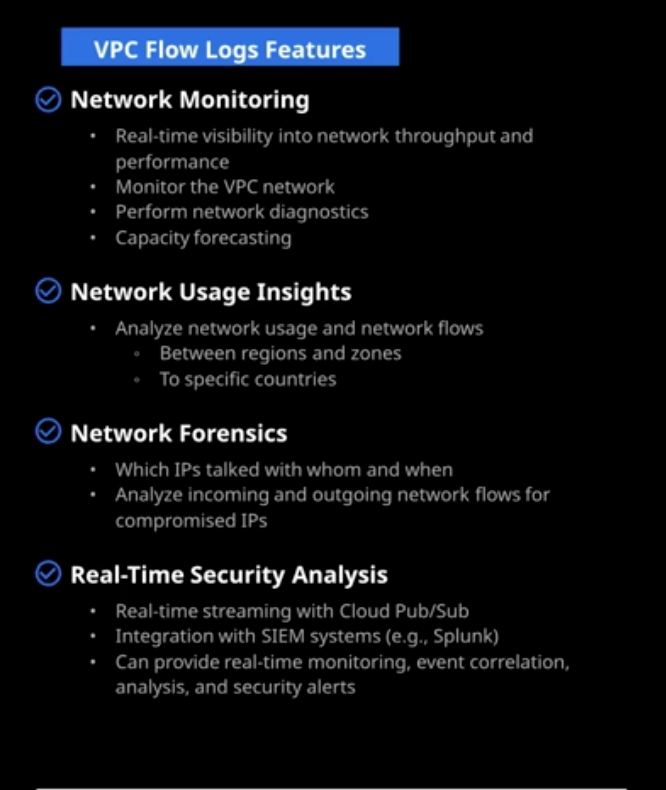 VPC Flow Logs Features
Network Monitoring
• Real-time visibility into network throughput and
performance
• Monitor the VPC network
• Perform network diagnostics
• Capacity forecasting
Network Usage Insights
• Analyze network usage and network flows
◦ Between regions and zones
◦ To specific countries
Network Forensics
• Which IPs talked with whom and when
• Analyze incoming and outgoing network flows for
compromised IPs
Real-Time Security Analysis
• Real-time streaming with Cloud Pub/Sub
• Integration with SIEM systems (e.g., Splunk)
• Can provide real-time monitoring, event correlation,
analysis, and security alerts